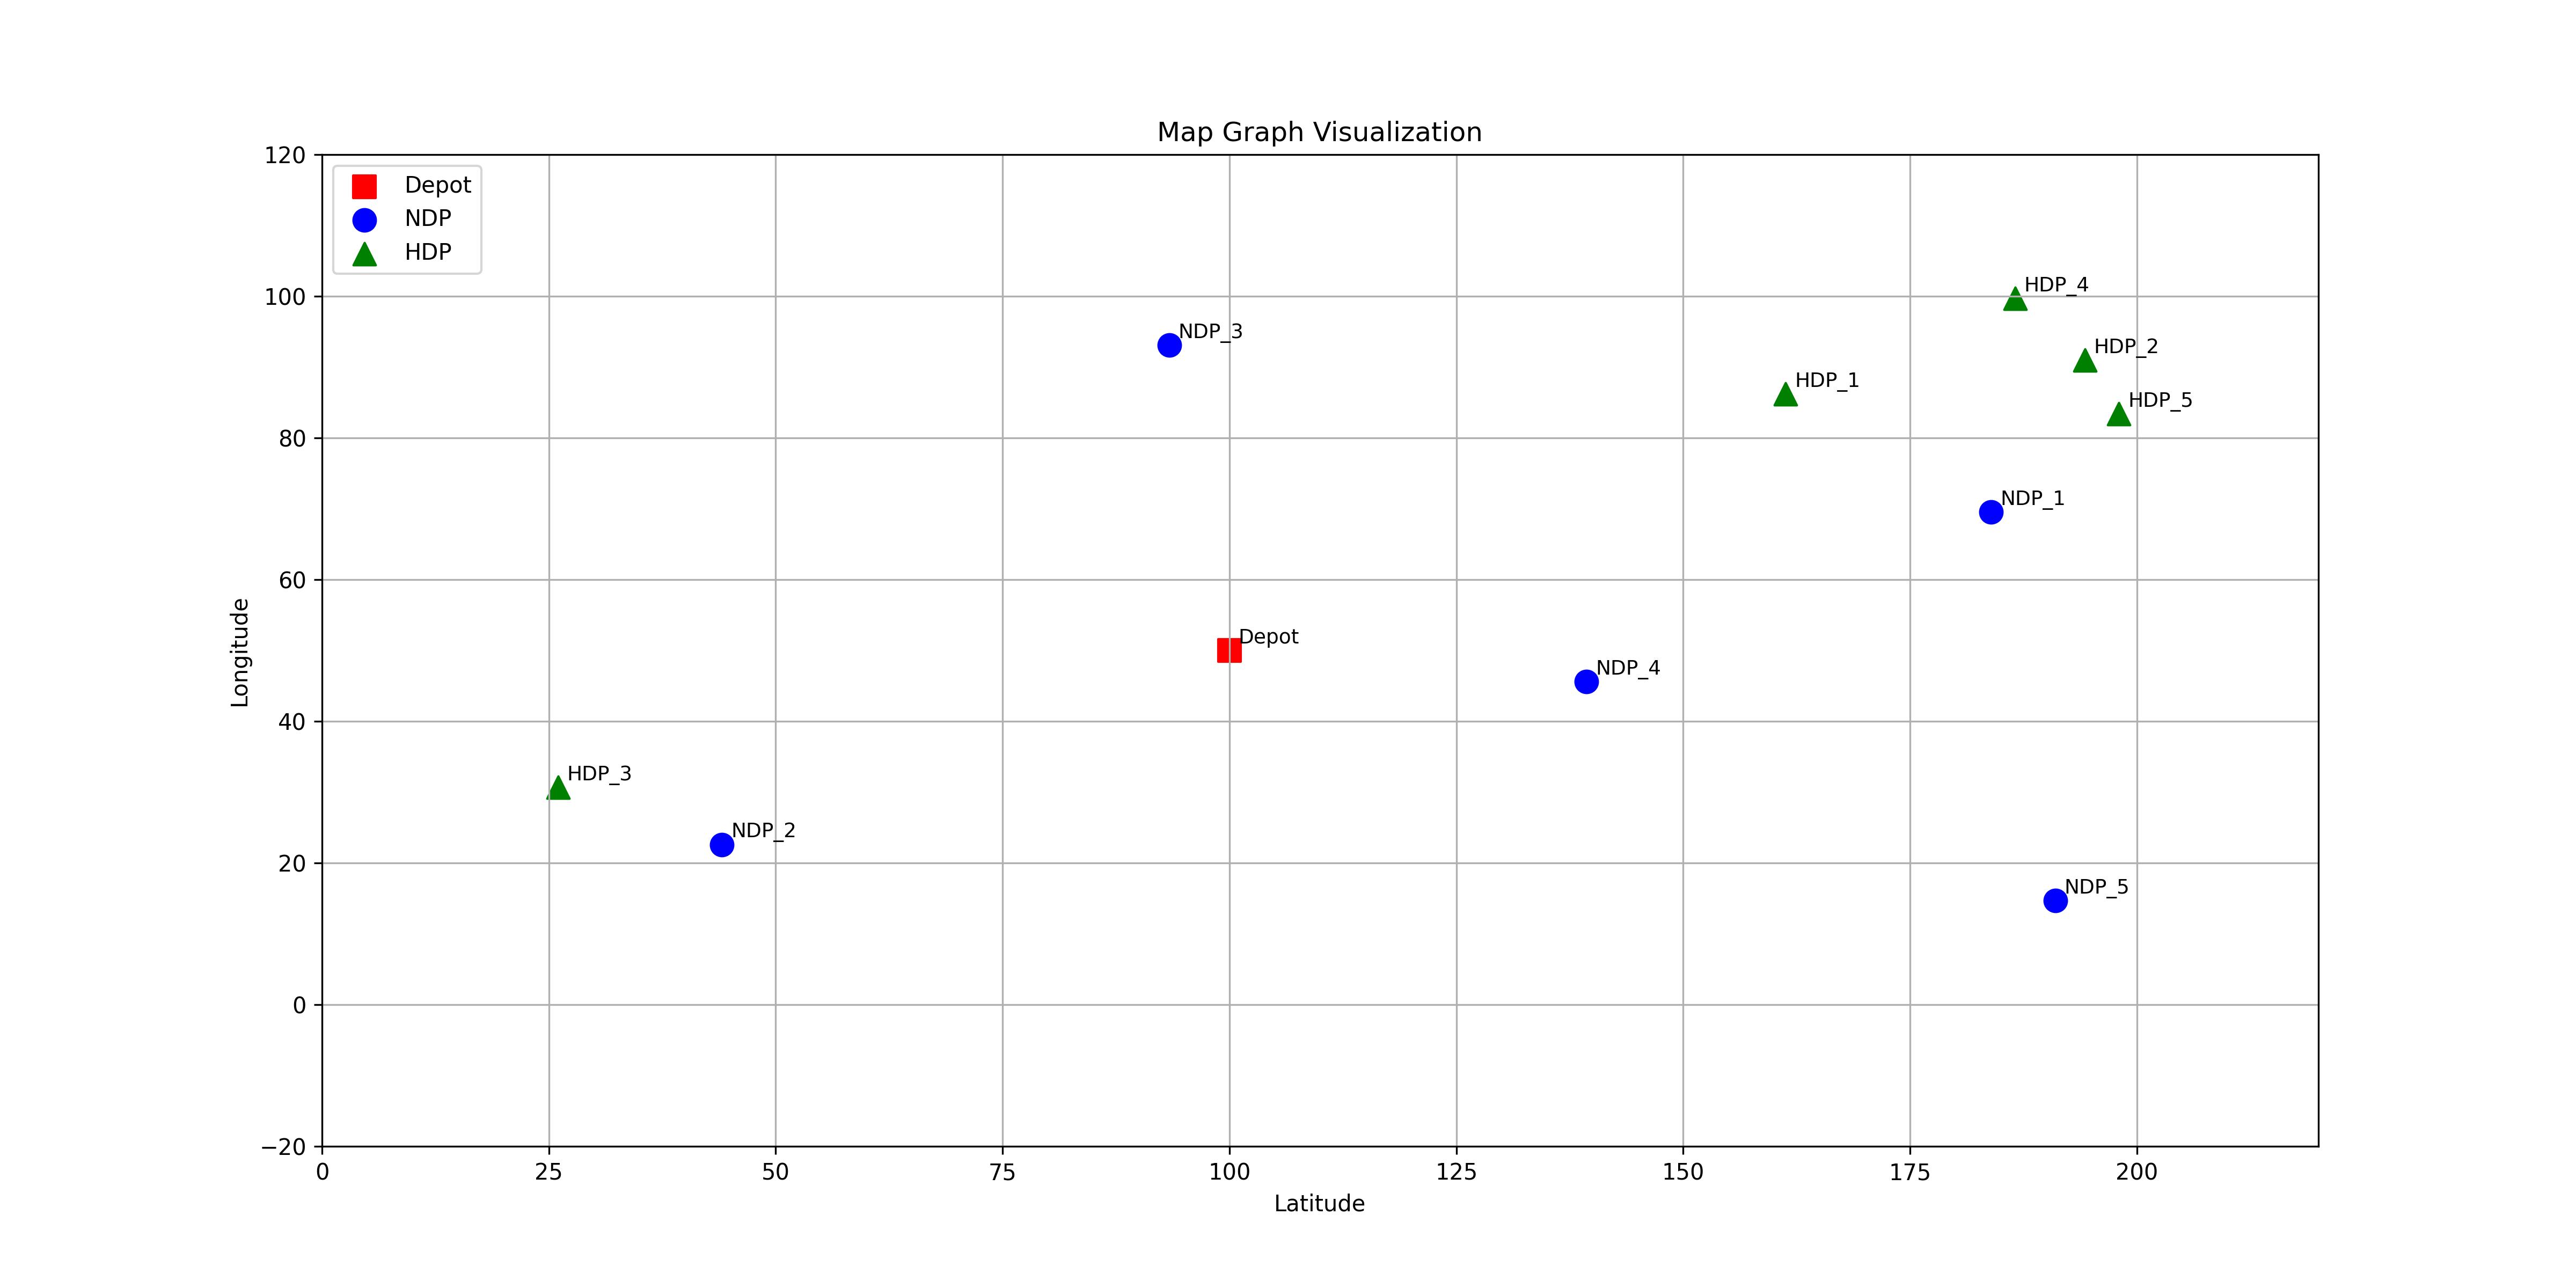 Map Graph Visualization
120
100
80
60
40
20
0
−20
Longitude
Depot
NDP
HDP
HDP_4
NDP_3
HDP_2
HDP_1
HDP_5
NDP_1
Depot
NDP_4
HDP_3
NDP_2
NDP_5
0 25 50 75 100 125 150 175 200
Latitude